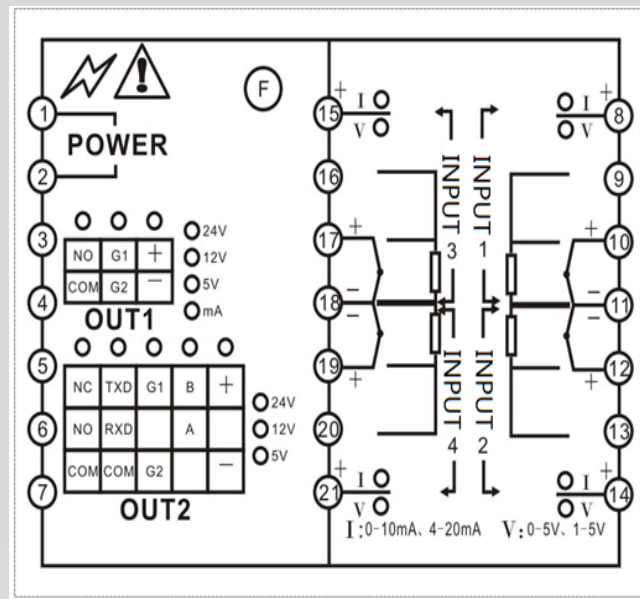 F
1
POWER
2
3
24V
NO G1 + 12V
4
COM G2 − 5V
OUT1
mA
5
NC TXD G1 B + 24V
6
NO RXD A 12V
5V
7
COM COM G2 −
OUT2
15 + I V
16
17 +
18 − −
19 +
20
21 + I V
INPUT 3
INPUT 1
INPUT 4
INPUT 2
I + 8
V
9
+ 10
− − 11
+ 12
13
I + 14
V
I:0-10mA、4-20mA V:0-5V、1-5V